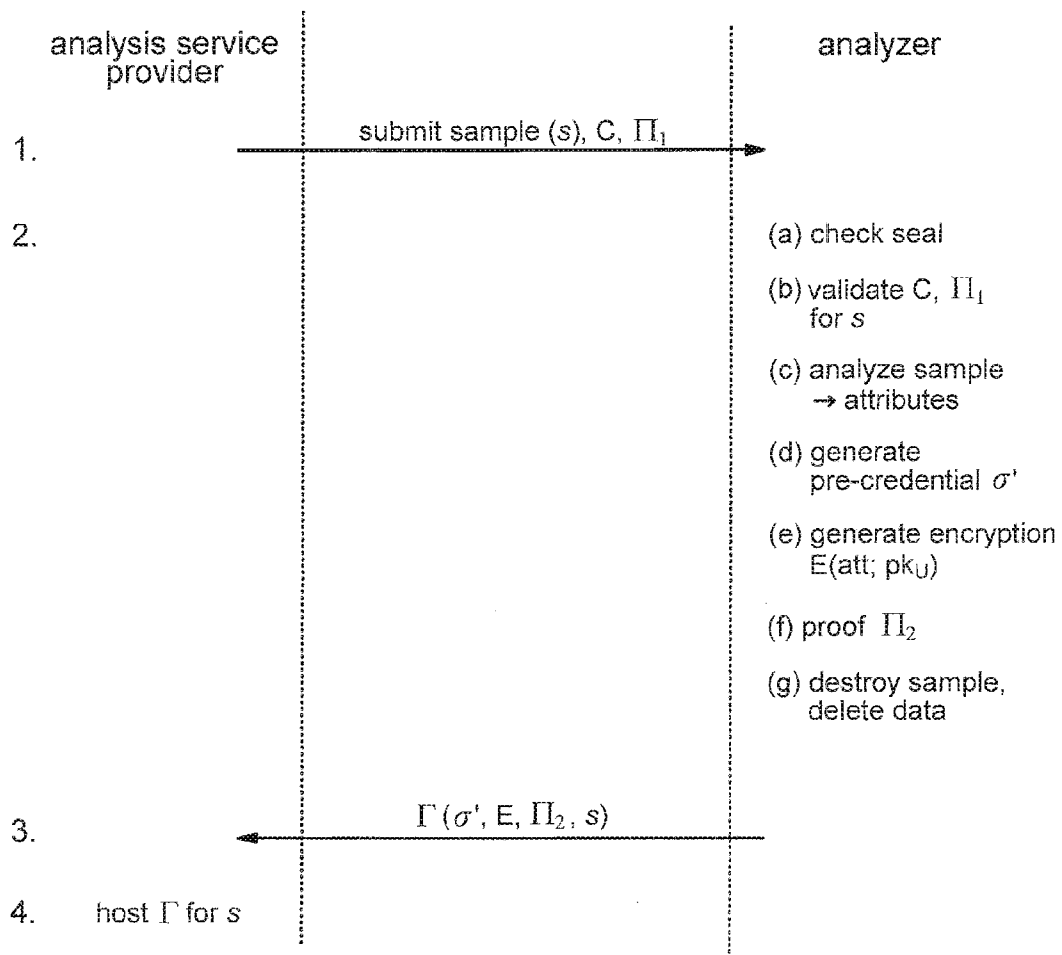 analysis service
provider
analyzer
1.
submit sample (s), C, Π₁
2.
(a) check seal
(b) validate C, Π₁
for s
(c) analyze sample
→ attributes
(d) generate
pre-credential σ'
(e) generate encryption
E(att; pkU)
(f) proof Π₂
(g) destroy sample,
delete data
3.
Γ (σ', E, Π₂, s)
4.
host Γ for s